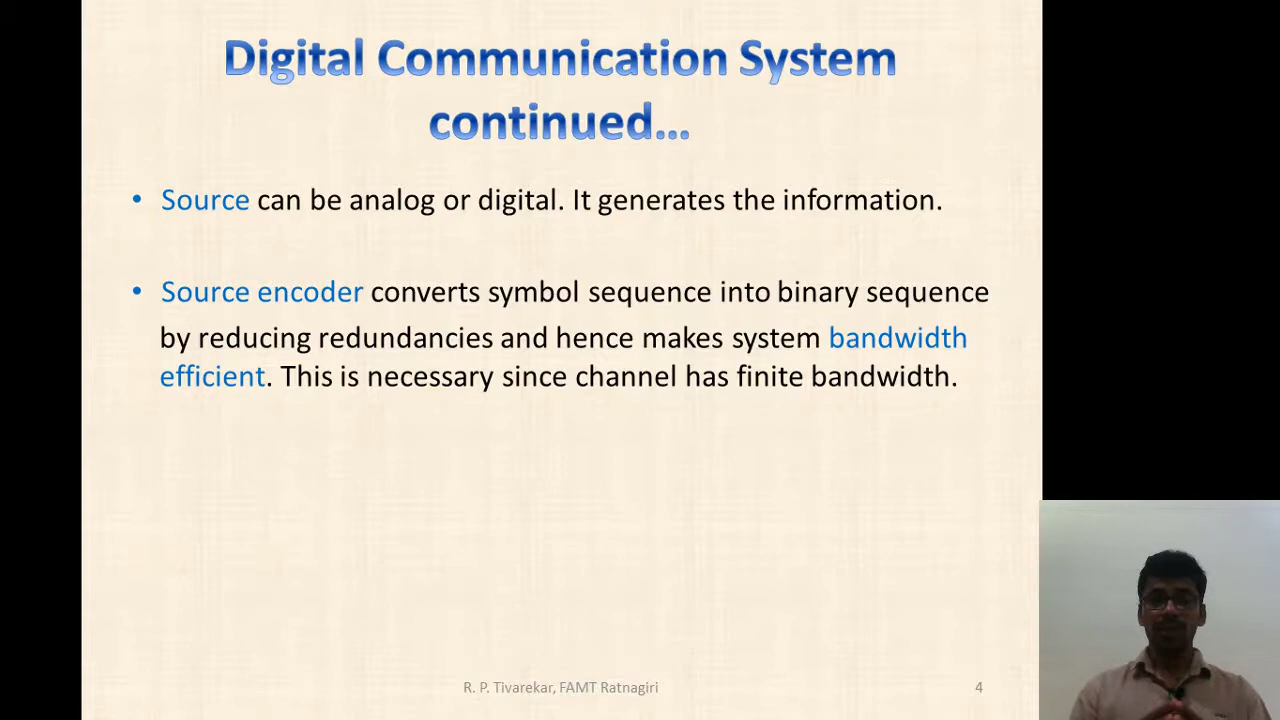 Digital Communication System
continued...
• Source can be analog or digital. It generates the information.
• Source encoder converts symbol sequence into binary sequence
by reducing redundancies and hence makes system bandwidth
efficient. This is necessary since channel has finite bandwidth.
R. P. Tivarekar, FAMT Ratnagiri
4